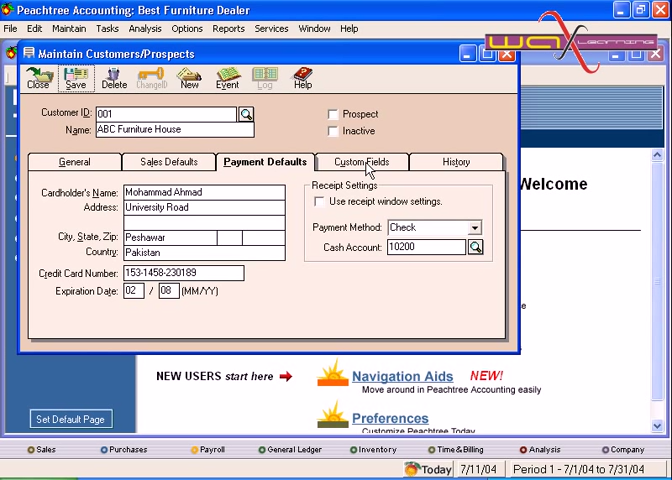 Peachtree Accounting: Best Furniture Dealer
File Edit Maintain Tasks Analysis Options Reports Services Window Help
wax
Learning
Maintain Customers/Prospects
Close Save Delete ChangeID New Event Log Help
Customer ID: 001
Prospect
Name: ABC Furniture House
Inactive
General Sales Defaults Payment Defaults Custom Fields History
Welcome
Cardholder's Name: Mohammad Ahmad
Receipt Settings
Address: University Road
Use receipt window settings.
Payment Method: Check
City, State, Zip: Peshawar
Cash Account: 10200
Country: Pakistan
Credit Card Number: 153-1458-230189
Expiration Date: 02 / 08 (MM/YY)
NEW USERS start here
Navigation Aids NEW!
Move around in Peachtree Accounting easily
Set Default Page
Preferences
Customize Peachtree Today
Sales Purchases Payroll General Ledger Inventory Time & Billing Analysis Company
Today 7/11/04 Period 1 - 7/1/04 to 7/31/04